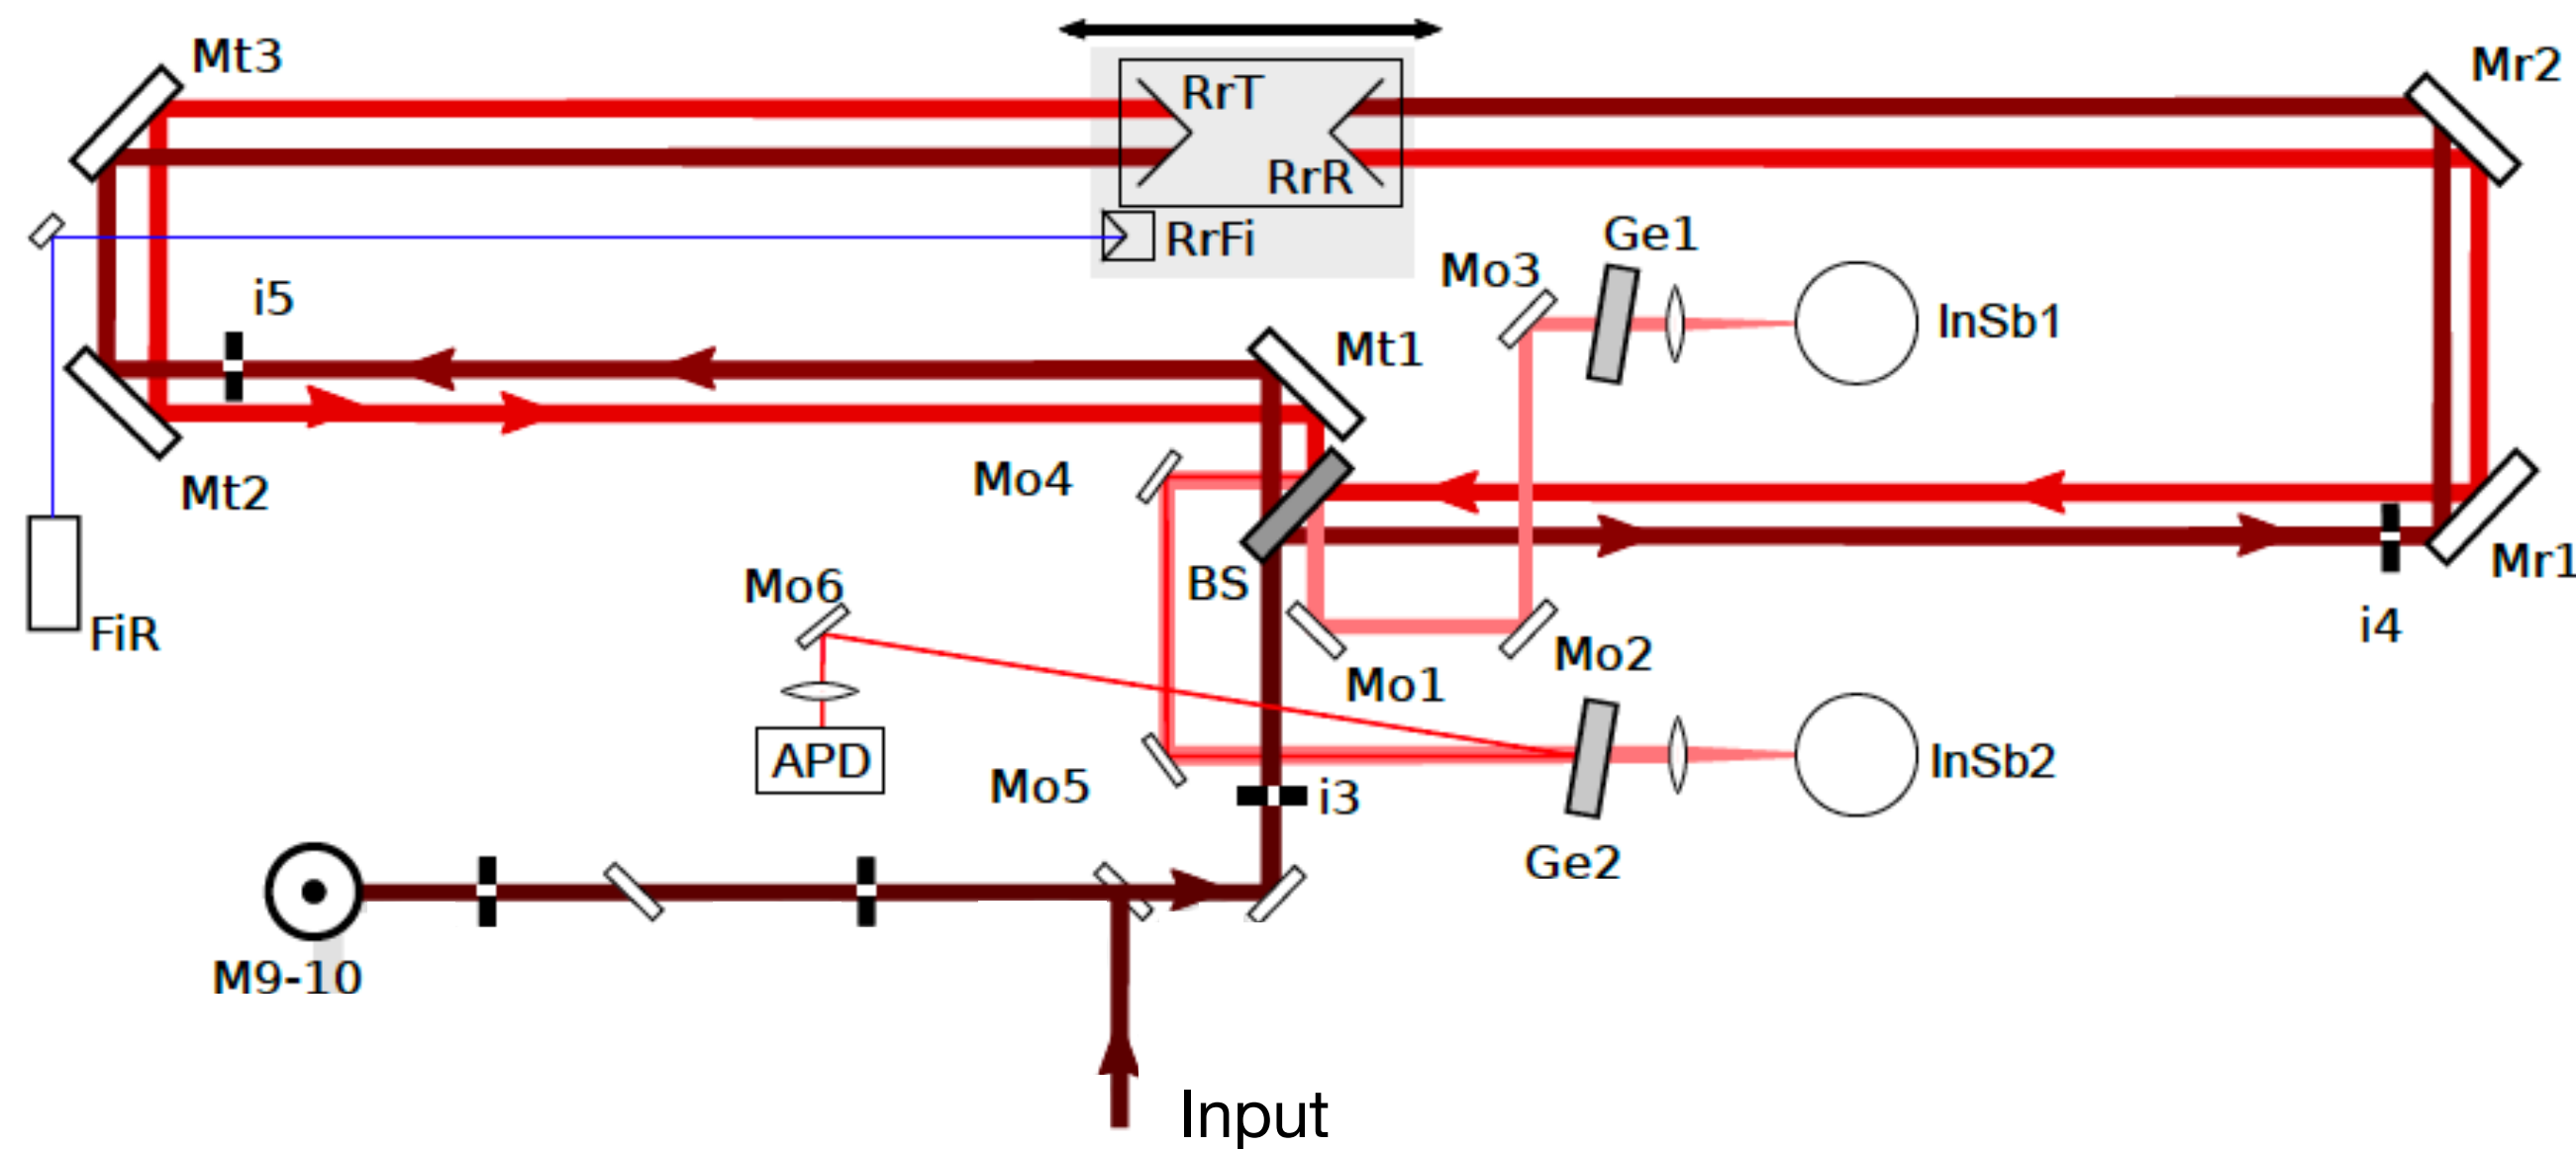 Mt3
Mr2
RrT
RrR
RrFi
Ge1
Mo3
i5
InSb1
Mt1
Mo4
Mt2
BS
Mr1
Mo6
FiR
i4
Mo2
Mo1
APD
InSb2
Mo5
i3
Ge2
M9-10
Input